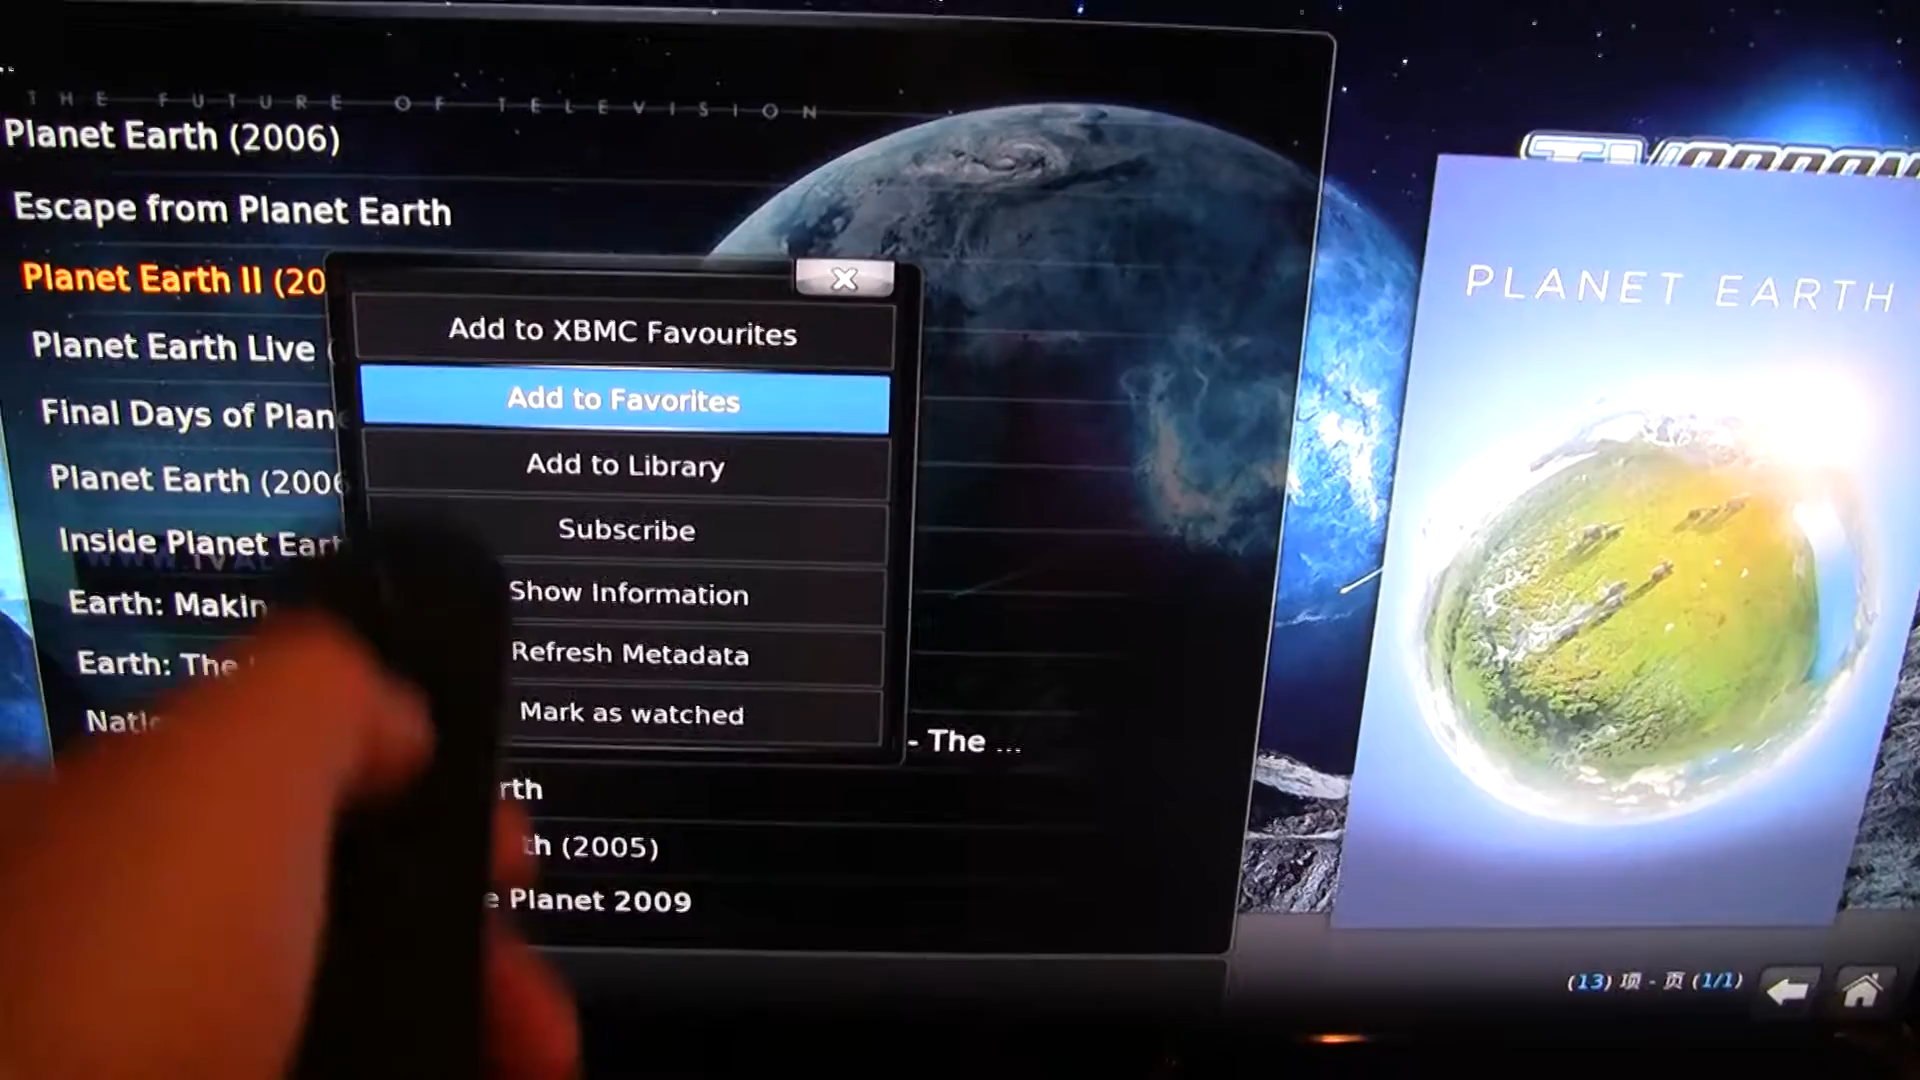 THE FUTURE OF TELEVISION
Planet Earth (2006)
Escape from Planet Earth
Planet Earth II (20
Planet Earth Live (
Final Days of Plan
Planet Earth (2006
Inside Planet Eart
Earth: Makin
Earth: The
Natio
- The ...
rth
th (2005)
e Planet 2009
X
Add to XBMC Favourites
Add to Favorites
Add to Library
Subscribe
Show Information
Refresh Metadata
Mark as watched
PLANET EARTH
(13) 项 - 页 (1/1)